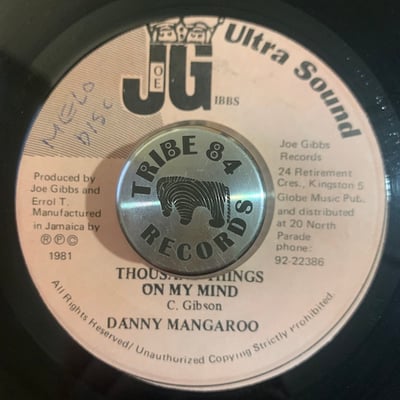 JOE GIBBS
Ultra Sound
MELO
DISC
Produced by
Joe Gibbs and
Errol T.
Manufactured
in Jamaica by
℗©℗
1981
Joe Gibbs
Records
24 Retirement
Cres., Kingston 5
Globe Music Pub.
and distributed
at 20 North
Parade
phone:
92-22386
TRIBE 84
RECORDS
THINGS
ON MY MIND
C. Gibson
DANNY MANGAROO
All Rights Reserved/ Unauthorized Copying Strictly Prohibited.